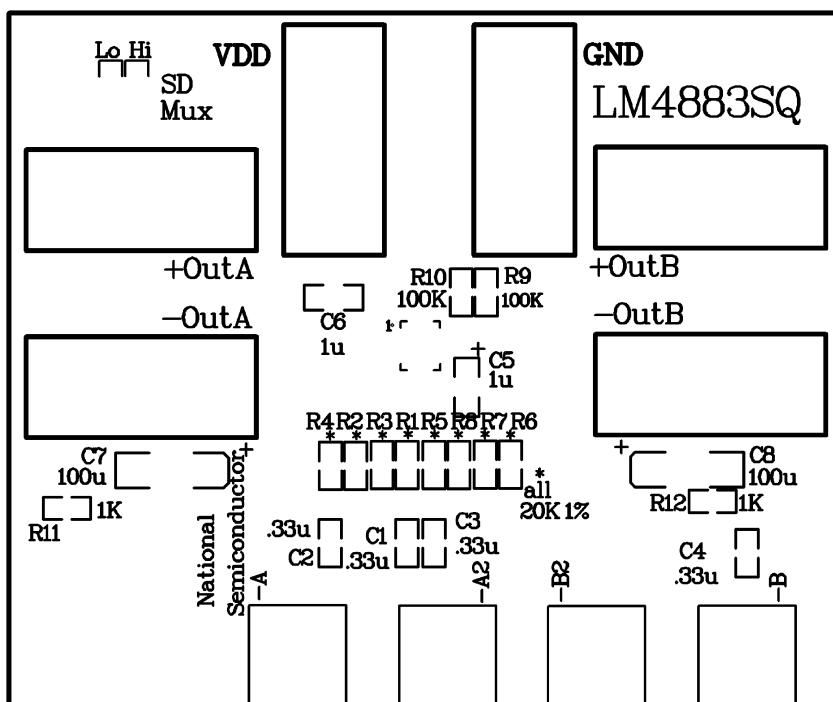 Lo Hi
SD
Mux
VDD
GND
LM4883SQ
+OutA
+OutB
-OutA
-OutB
R10
100K
R9
100K
C6
1u
1
+
C5
1u
R4 R2 R3 R1 R5 R8 R7 R6
* * * * * * * *
*
all
20K 1%
C7
100u
+
R11
1K
+
C8
100u
R12
1K
National
Semiconductor
.33u
C2
C1
.33u
C3
.33u
C4
.33u
-A
-A2
-B2
-B